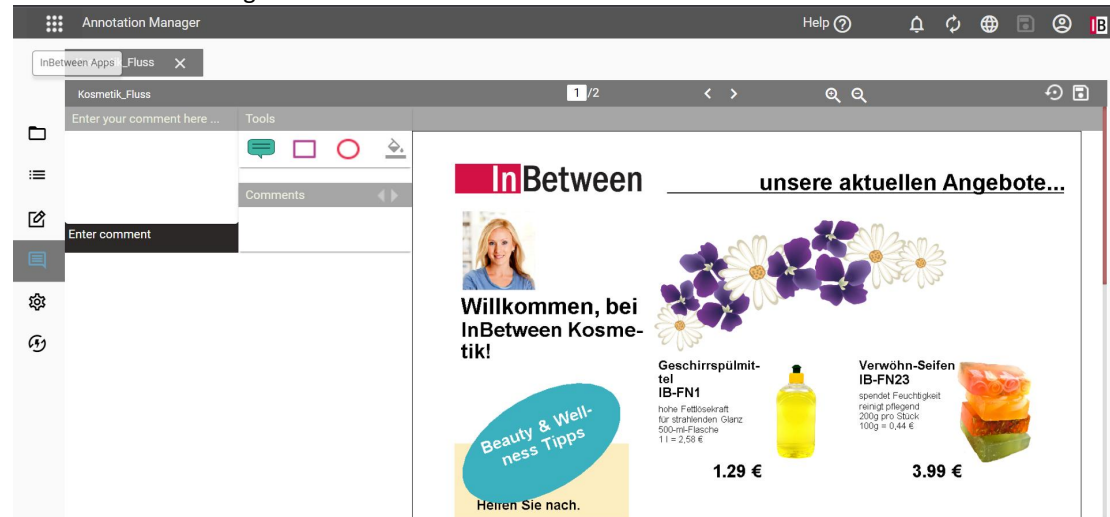 Annotation Manager
Help
IB
InBetween Apps
_Fluss
Kosmetik_Fluss
1 /2
Enter your comment here ...
Tools
Comments
Enter comment
InBetween
unsere aktuellen Angebote...
Willkommen, bei
InBetween Kosme-
tik!
Beauty & Well-
ness Tipps
Helfen Sie nach.
Geschirrspülmit-
tel
IB-FN1
hohe Fettlösekraft
für strahlenden Glanz
500-ml-Flasche
1 l = 2,58 €
1.29 €
Verwöhn-Seifen
IB-FN23
spendet Feuchtigkeit
reinigt pflegend
200g pro Stück
100g = 0,44 €
3.99 €